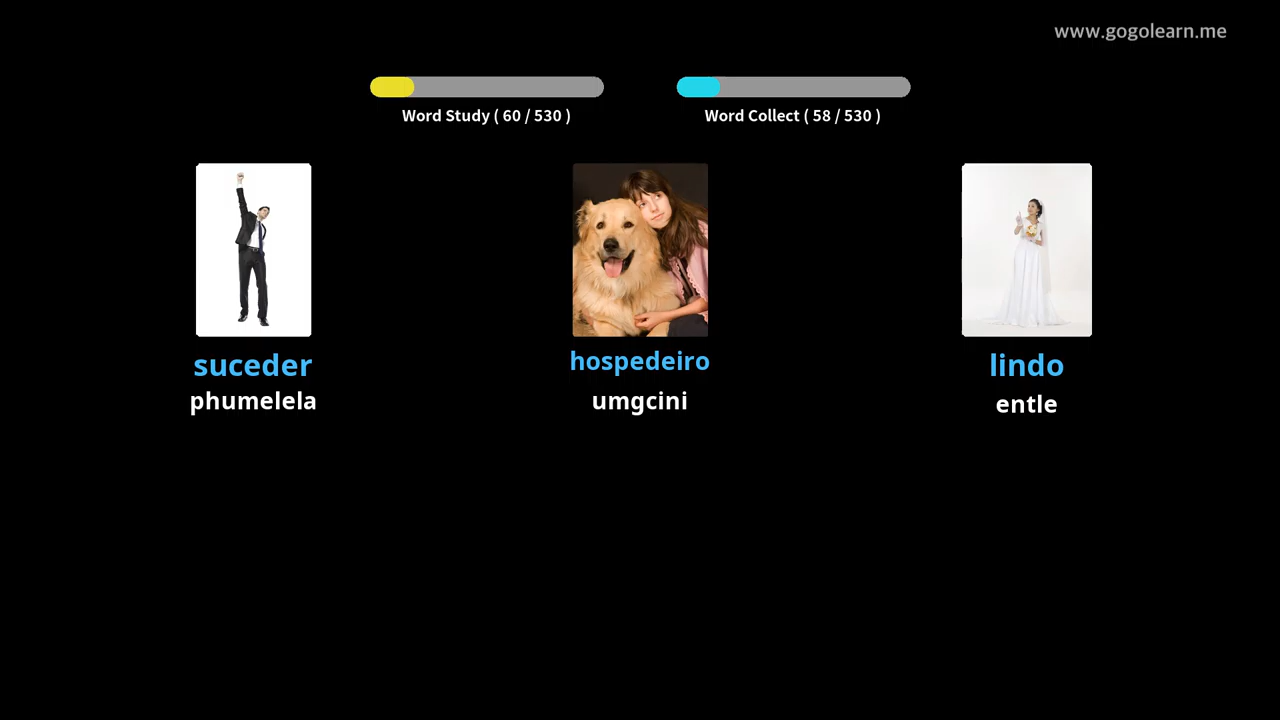 www.gogolearn.me
Word Study ( 60 / 530 )
Word Collect ( 58 / 530 )
suceder
phumelela
hospedeiro
umgcini
lindo
entle